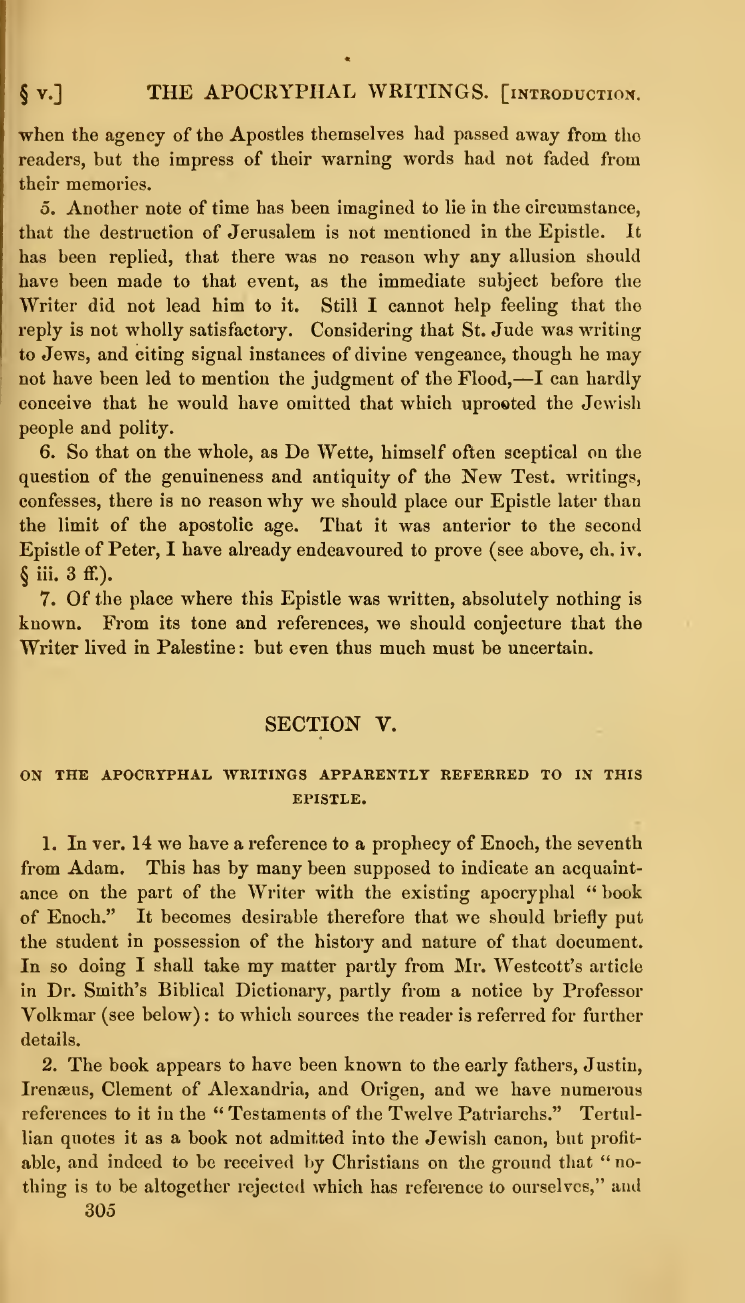 § v.] THE APOCRYPHAL WRITINGS. [INTRODUCTION.
when the agency of the Apostles themselves had passed away from the
readers, but the impress of their warning words had not faded from
their memories.
5. Another note of time has been imagined to lie in the circumstance,
that the destruction of Jerusalem is not mentioned in the Epistle. It
has been replied, that there was no reason why any allusion should
have been made to that event, as the immediate subject before the
Writer did not lead him to it. Still I cannot help feeling that the
reply is not wholly satisfactory. Considering that St. Jude was writing
to Jews, and citing signal instances of divine vengeance, though he may
not have been led to mention the judgment of the Flood,—I can hardly
conceive that he would have omitted that which uprooted the Jewish
people and polity.
6. So that on the whole, as De Wette, himself often sceptical on the
question of the genuineness and antiquity of the New Test. writings,
confesses, there is no reason why we should place our Epistle later than
the limit of the apostolic age. That it was anterior to the second
Epistle of Peter, I have already endeavoured to prove (see above, ch. iv.
§ iii. 3 ff.).
7. Of the place where this Epistle was written, absolutely nothing is
known. From its tone and references, we should conjecture that the
Writer lived in Palestine: but even thus much must be uncertain.
SECTION V.
ON THE APOCRYPHAL WRITINGS APPARENTLY REFERRED TO IN THIS
EPISTLE.
1. In ver. 14 we have a reference to a prophecy of Enoch, the seventh
from Adam. This has by many been supposed to indicate an acquaint-
ance on the part of the Writer with the existing apocryphal “book
of Enoch.” It becomes desirable therefore that we should briefly put
the student in possession of the history and nature of that document.
In so doing I shall take my matter partly from Mr. Westcott’s article
in Dr. Smith’s Biblical Dictionary, partly from a notice by Professor
Volkmar (see below): to which sources the reader is referred for further
details.
2. The book appears to have been known to the early fathers, Justin,
Irenæus, Clement of Alexandria, and Origen, and we have numerous
references to it in the “Testaments of the Twelve Patriarchs.” Tertul-
lian quotes it as a book not admitted into the Jewish canon, but profit-
able, and indeed to be received by Christians on the ground that “no-
thing is to be altogether rejected which has reference to ourselves,” and
305